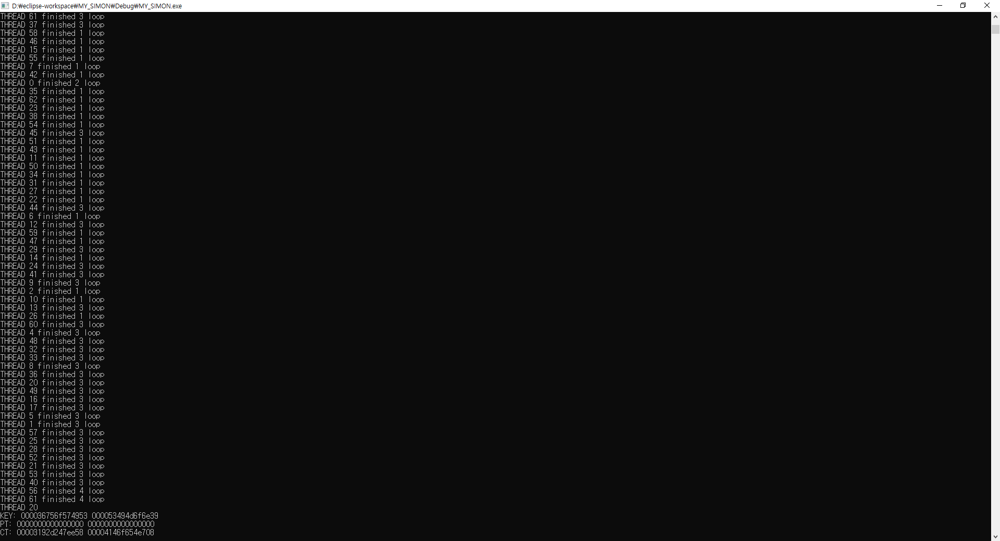 D:₩eclipse-workspace₩MY_SIMON₩Debug₩MY_SIMON.exe
THREAD 61 finished 3 loop
THREAD 37 finished 3 loop
THREAD 58 finished 1 loop
THREAD 46 finished 1 loop
THREAD 15 finished 1 loop
THREAD 55 finished 1 loop
THREAD 7 finished 1 loop
THREAD 42 finished 1 loop
THREAD 0 finished 2 loop
THREAD 35 finished 1 loop
THREAD 62 finished 1 loop
THREAD 23 finished 1 loop
THREAD 38 finished 1 loop
THREAD 54 finished 1 loop
THREAD 45 finished 3 loop
THREAD 51 finished 1 loop
THREAD 43 finished 1 loop
THREAD 11 finished 1 loop
THREAD 50 finished 1 loop
THREAD 34 finished 1 loop
THREAD 31 finished 1 loop
THREAD 27 finished 1 loop
THREAD 22 finished 1 loop
THREAD 44 finished 3 loop
THREAD 6 finished 1 loop
THREAD 12 finished 3 loop
THREAD 59 finished 1 loop
THREAD 47 finished 1 loop
THREAD 29 finished 3 loop
THREAD 14 finished 1 loop
THREAD 24 finished 3 loop
THREAD 41 finished 3 loop
THREAD 9 finished 3 loop
THREAD 2 finished 1 loop
THREAD 10 finished 1 loop
THREAD 13 finished 3 loop
THREAD 26 finished 1 loop
THREAD 60 finished 3 loop
THREAD 4 finished 3 loop
THREAD 48 finished 3 loop
THREAD 32 finished 3 loop
THREAD 33 finished 3 loop
THREAD 8 finished 3 loop
THREAD 36 finished 3 loop
THREAD 20 finished 3 loop
THREAD 49 finished 3 loop
THREAD 16 finished 3 loop
THREAD 17 finished 3 loop
THREAD 5 finished 3 loop
THREAD 1 finished 3 loop
THREAD 57 finished 3 loop
THREAD 25 finished 3 loop
THREAD 28 finished 3 loop
THREAD 52 finished 3 loop
THREAD 21 finished 3 loop
THREAD 53 finished 3 loop
THREAD 40 finished 3 loop
THREAD 56 finished 4 loop
THREAD 61 finished 4 loop
THREAD 20
KEY: 000036756f574953 000053494d6f6e39
PT: 0000000000000000 0000000000000000
CT: 00003192d247ee58 00004146f654e708